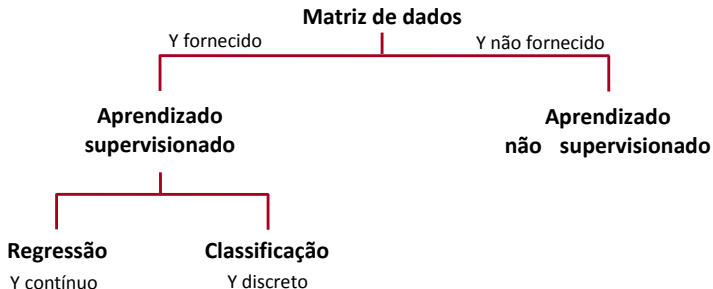 Matriz de dados
Y fornecido
Y não fornecido
Aprendizado
supervisionado
Aprendizado
não supervisionado
Regressão
Y contínuo
Classificação
Y discreto